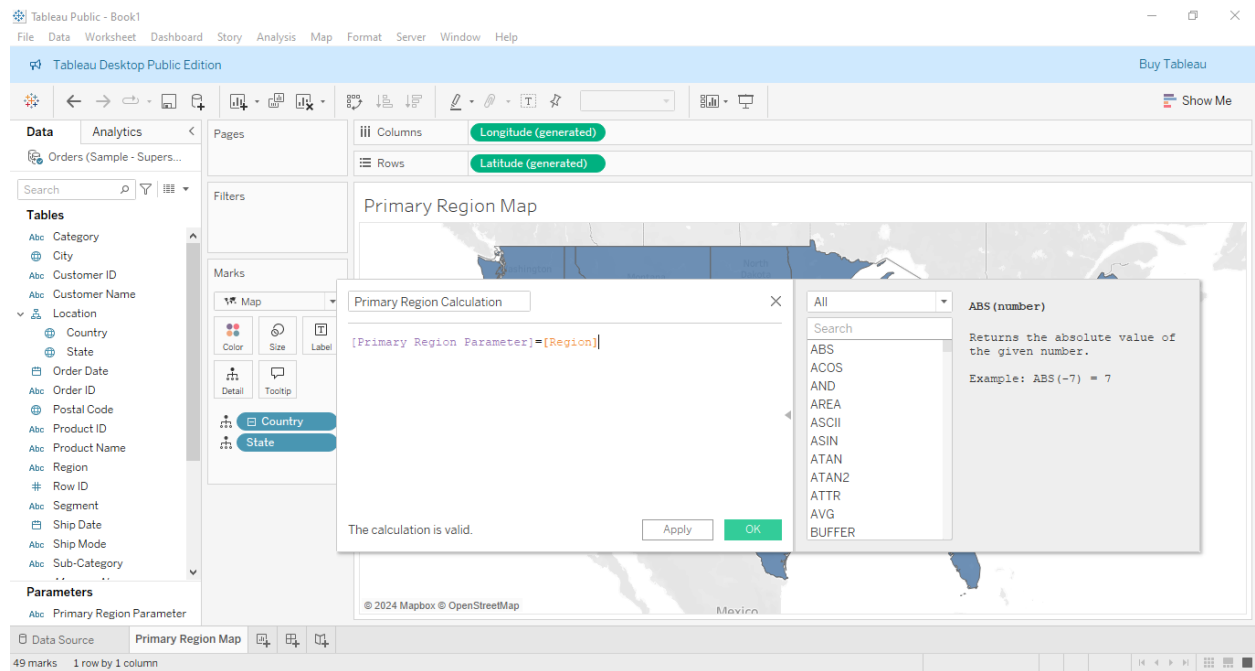 Tableau Public - Book1
File Data Worksheet Dashboard Story Analysis Map Format Server Window Help
Tableau Desktop Public Edition
Buy Tableau
Show Me
Data
Analytics
Pages
Columns
Longitude (generated)
Orders (Sample - Supers...
Rows
Latitude (generated)
Search
Filters
Primary Region Map
Tables
Abc Category
City
Abc Customer ID
Abc Customer Name
Location
Country
State
Order Date
Abc Order ID
Postal Code
Abc Product ID
Abc Product Name
Abc Region
# Row ID
Abc Segment
Ship Date
Abc Ship Mode
Abc Sub-Category
Parameters
Abc Primary Region Parameter
Marks
Map
Color
Size
Label
Detail
Tooltip
Country
State
Primary Region Calculation
[Primary Region Parameter]=[Region]
The calculation is valid.
Apply
OK
All
Search
ABS
ACOS
AND
AREA
ASCII
ASIN
ATAN
ATAN2
ATTR
AVG
BUFFER
ABS(number)
Returns the absolute value of
the given number.
Example: ABS(-7) = 7
Washington
North
Dakota
Mexico
© 2024 Mapbox © OpenStreetMap
Data Source
Primary Region Map
49 marks 1 row by 1 column